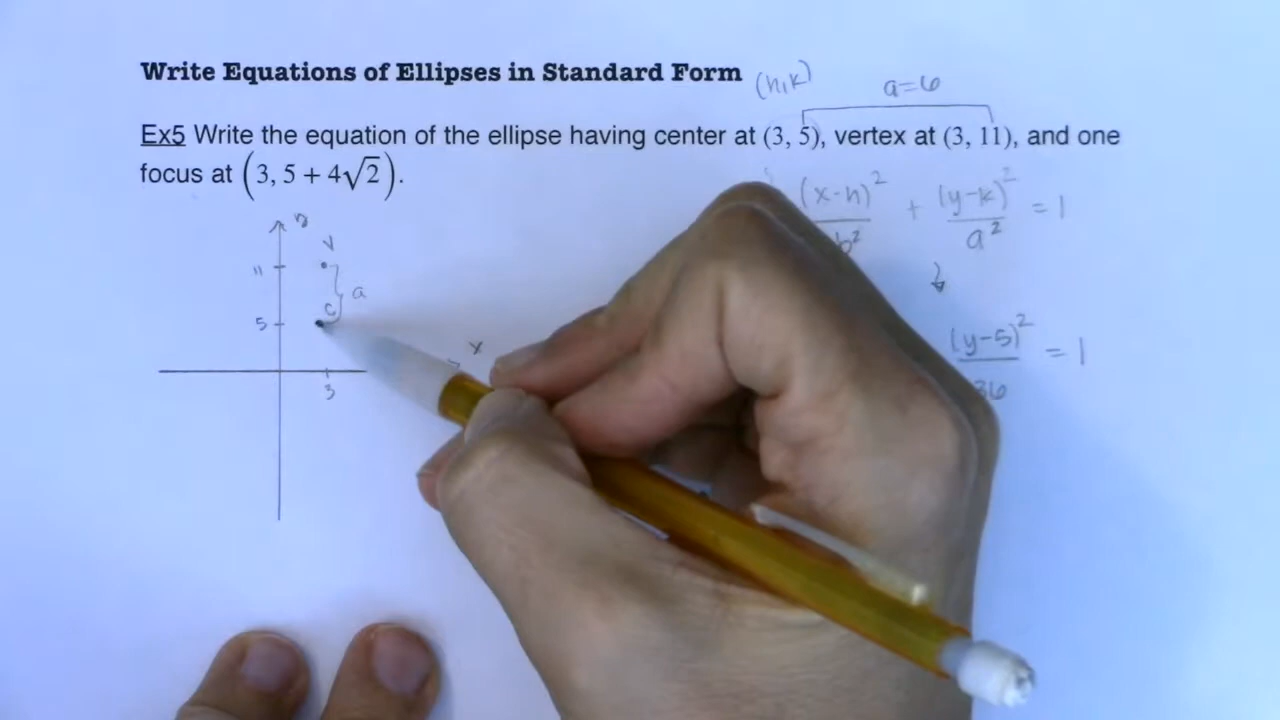 Write Equations of Ellipses in Standard Form
(h,k)
a=6
Ex5 Write the equation of the ellipse having center at (3, 5), vertex at (3, 11), and one
focus at (3, 5 + 4√2).
(x-h)² / b² + (y-k)² / a² = 1
↓
(y-5)² / 36 = 1
y
V
11
a
C
5
x
3